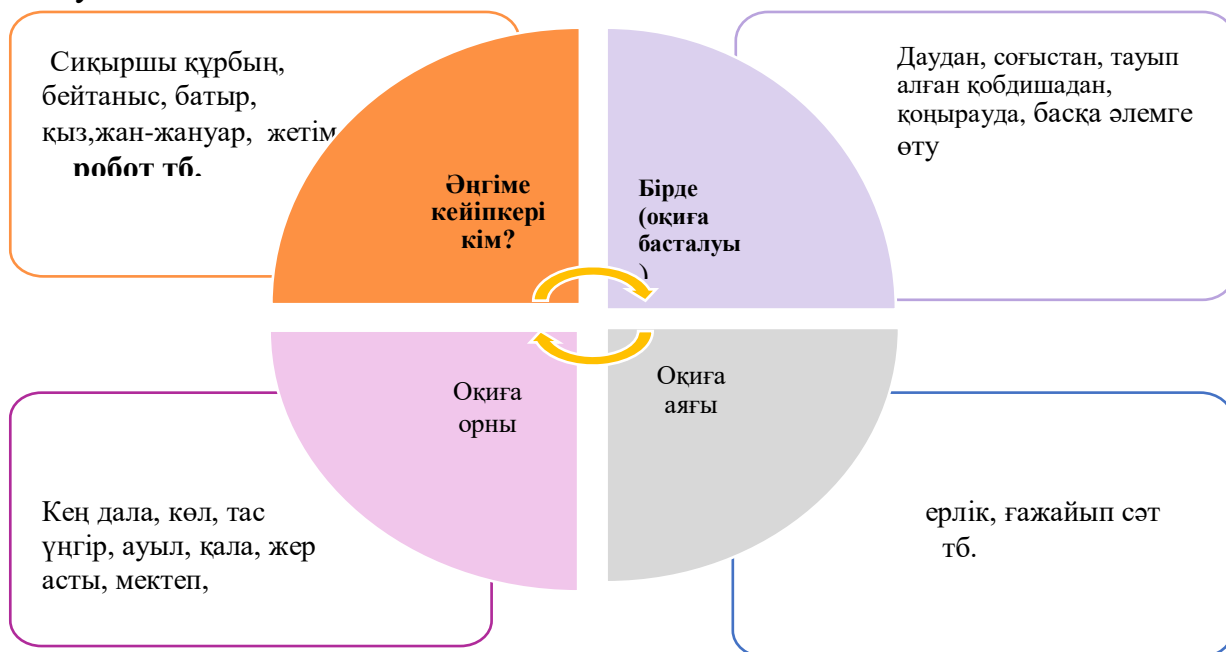 Сиқыршы құрбың,
бейтаныс, батыр,
қыз,жан-жануар, жетім
робот тб.
Әңгіме
кейіпкері
кім?
Бірде
(оқиға
басталуы
)
Даудан, соғыстан, тауып
алған қобдишадан,
қоңырауда, басқа әлемге
өту
Оқиға
орны
Оқиға
аяғы
Кең дала, көл, тас
үңгір, ауыл, қала, жер
асты, мектеп,
ерлік, ғажайып сәт
тб.